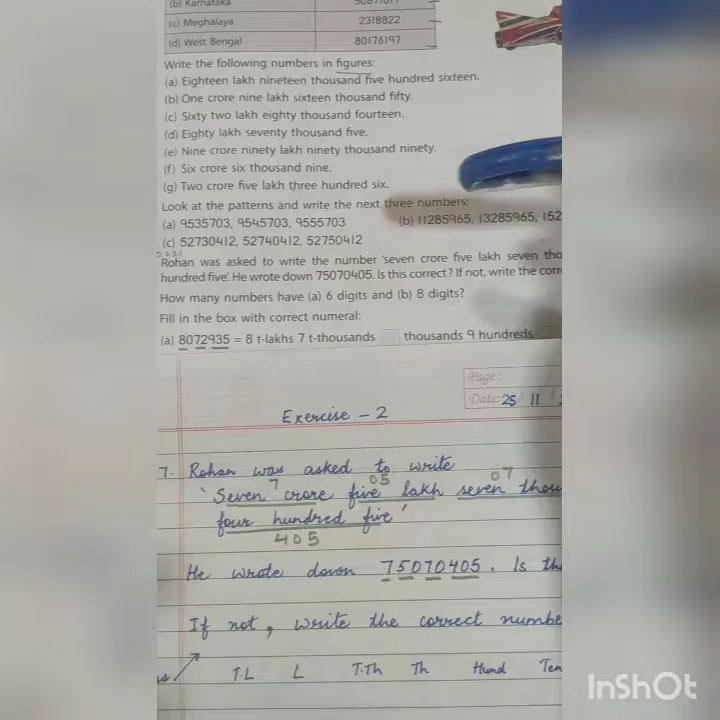 (b) Karnataka
(c) Meghalaya 2318822
(d) West Bengal 80176197
Write the following numbers in figures:
(a) Eighteen lakh nineteen thousand five hundred sixteen.
(b) One crore nine lakh sixteen thousand fifty.
(c) Sixty two lakh eighty thousand fourteen.
(d) Eighty lakh seventy thousand five.
(e) Nine crore ninety lakh ninety thousand ninety.
(f) Six crore six thousand nine.
(g) Two crore five lakh three hundred six.
Look at the patterns and write the next three numbers:
(a) 9535703, 9545703, 9555703 (b) 11285965, 13285965, 152
(c) 52730412, 52740412, 52750412
Rohan was asked to write the number 'seven crore five lakh seven tho
hundred five'. He wrote down 75070405. Is this correct? If not, write the corr
How many numbers have (a) 6 digits and (b) 8 digits?
Fill in the box with correct numeral:
(a) 8072935 = 8 t-lakhs 7 t-thousands thousands 9 hundreds
Page:
Date: 25 11
Exercise - 2
7. Rohan was asked to write
7 05 07
'Seven crore five lakh seven thou
four hundred five'
405
He wrote down 75070405. Is th
If not, write the correct numbe
T.L L T.Th Th Hund Ten
InShOt